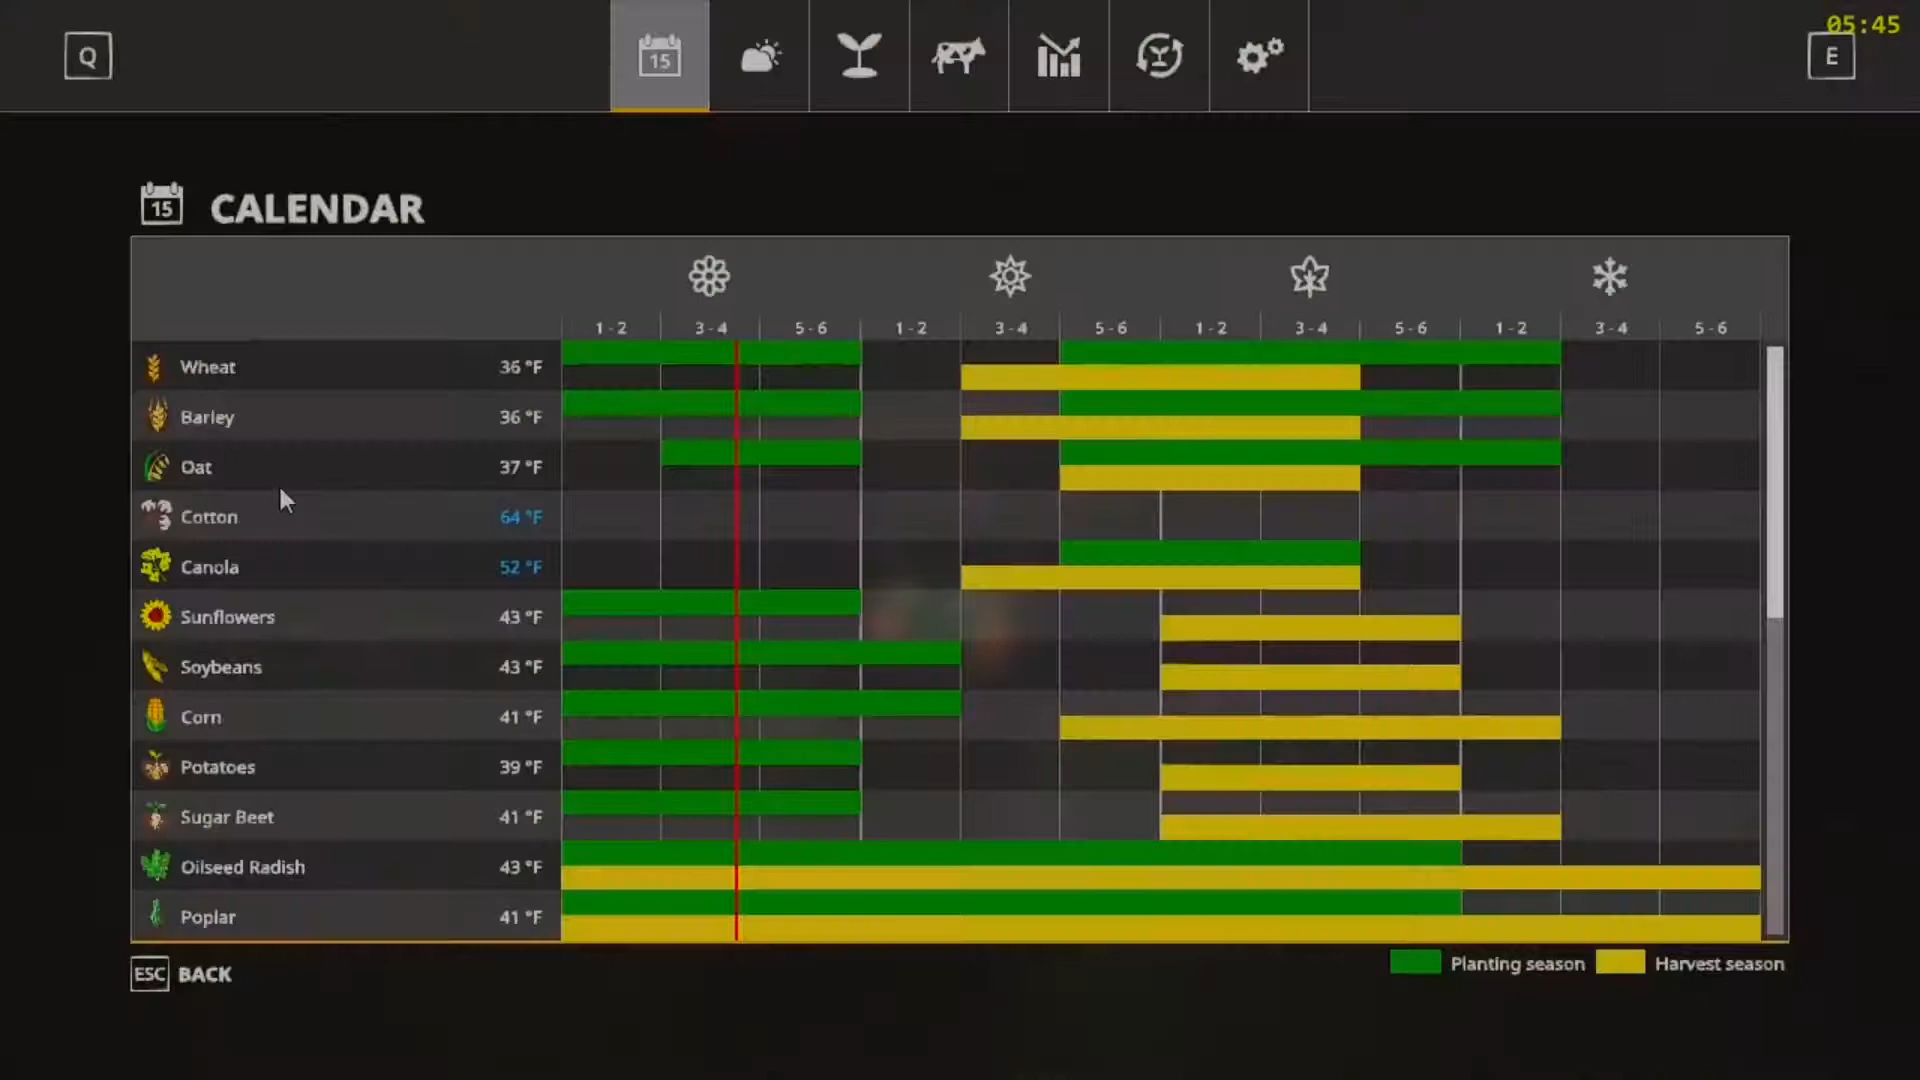 05:45
Q
15
E
15 CALENDAR
1 - 2 3 - 4 5 - 6 1 - 2 3 - 4 5 - 6 1 - 2 3 - 4 5 - 6 1 - 2 3 - 4 5 - 6
Wheat 36 °F
Barley 36 °F
Oat 37 °F
Cotton 64 °F
Canola 52 °F
Sunflowers 43 °F
Soybeans 43 °F
Corn 41 °F
Potatoes 39 °F
Sugar Beet 41 °F
Oilseed Radish 43 °F
Poplar 41 °F
ESC BACK
Planting season Harvest season